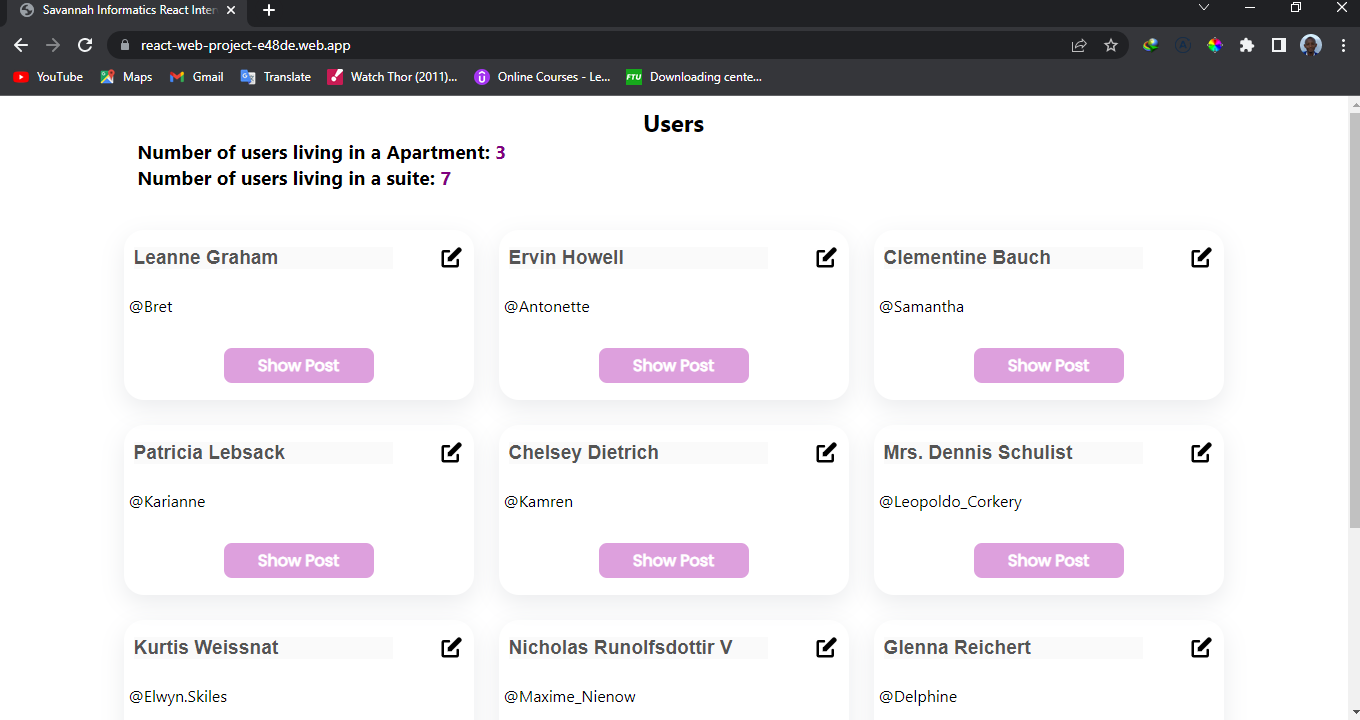 Savannah Informatics React Inter
react-web-project-e48de.web.app
YouTube Maps Gmail Translate Watch Thor (2011)... Online Courses - Le... FTU Downloading cente...
Users
Number of users living in a Apartment: 3
Number of users living in a suite: 7
Leanne Graham Ervin Howell Clementine Bauch
@Bret @Antonette @Samantha
Show Post Show Post Show Post
Patricia Lebsack Chelsey Dietrich Mrs. Dennis Schulist
@Karianne @Kamren @Leopoldo_Corkery
Show Post Show Post Show Post
Kurtis Weissnat Nicholas Runolfsdottir V Glenna Reichert
@Elwyn.Skiles @Maxime_Nienow @Delphine